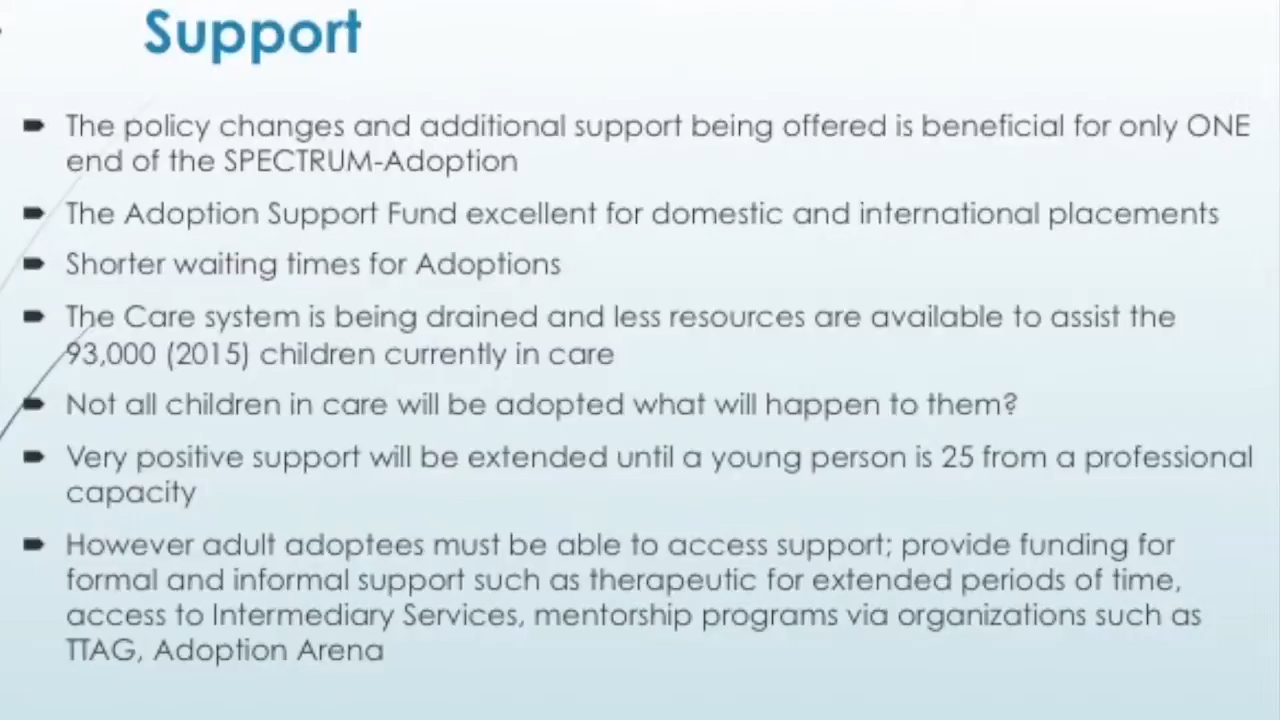 Support
The policy changes and additional support being offered is beneficial for only ONE
end of the SPECTRUM-Adoption
The Adoption Support Fund excellent for domestic and international placements
Shorter waiting times for Adoptions
The Care system is being drained and less resources are available to assist the
93,000 (2015) children currently in care
Not all children in care will be adopted what will happen to them?
Very positive support will be extended until a young person is 25 from a professional
capacity
However adult adoptees must be able to access support; provide funding for
formal and informal support such as therapeutic for extended periods of time,
access to Intermediary Services, mentorship programs via organizations such as
TTAG, Adoption Arena